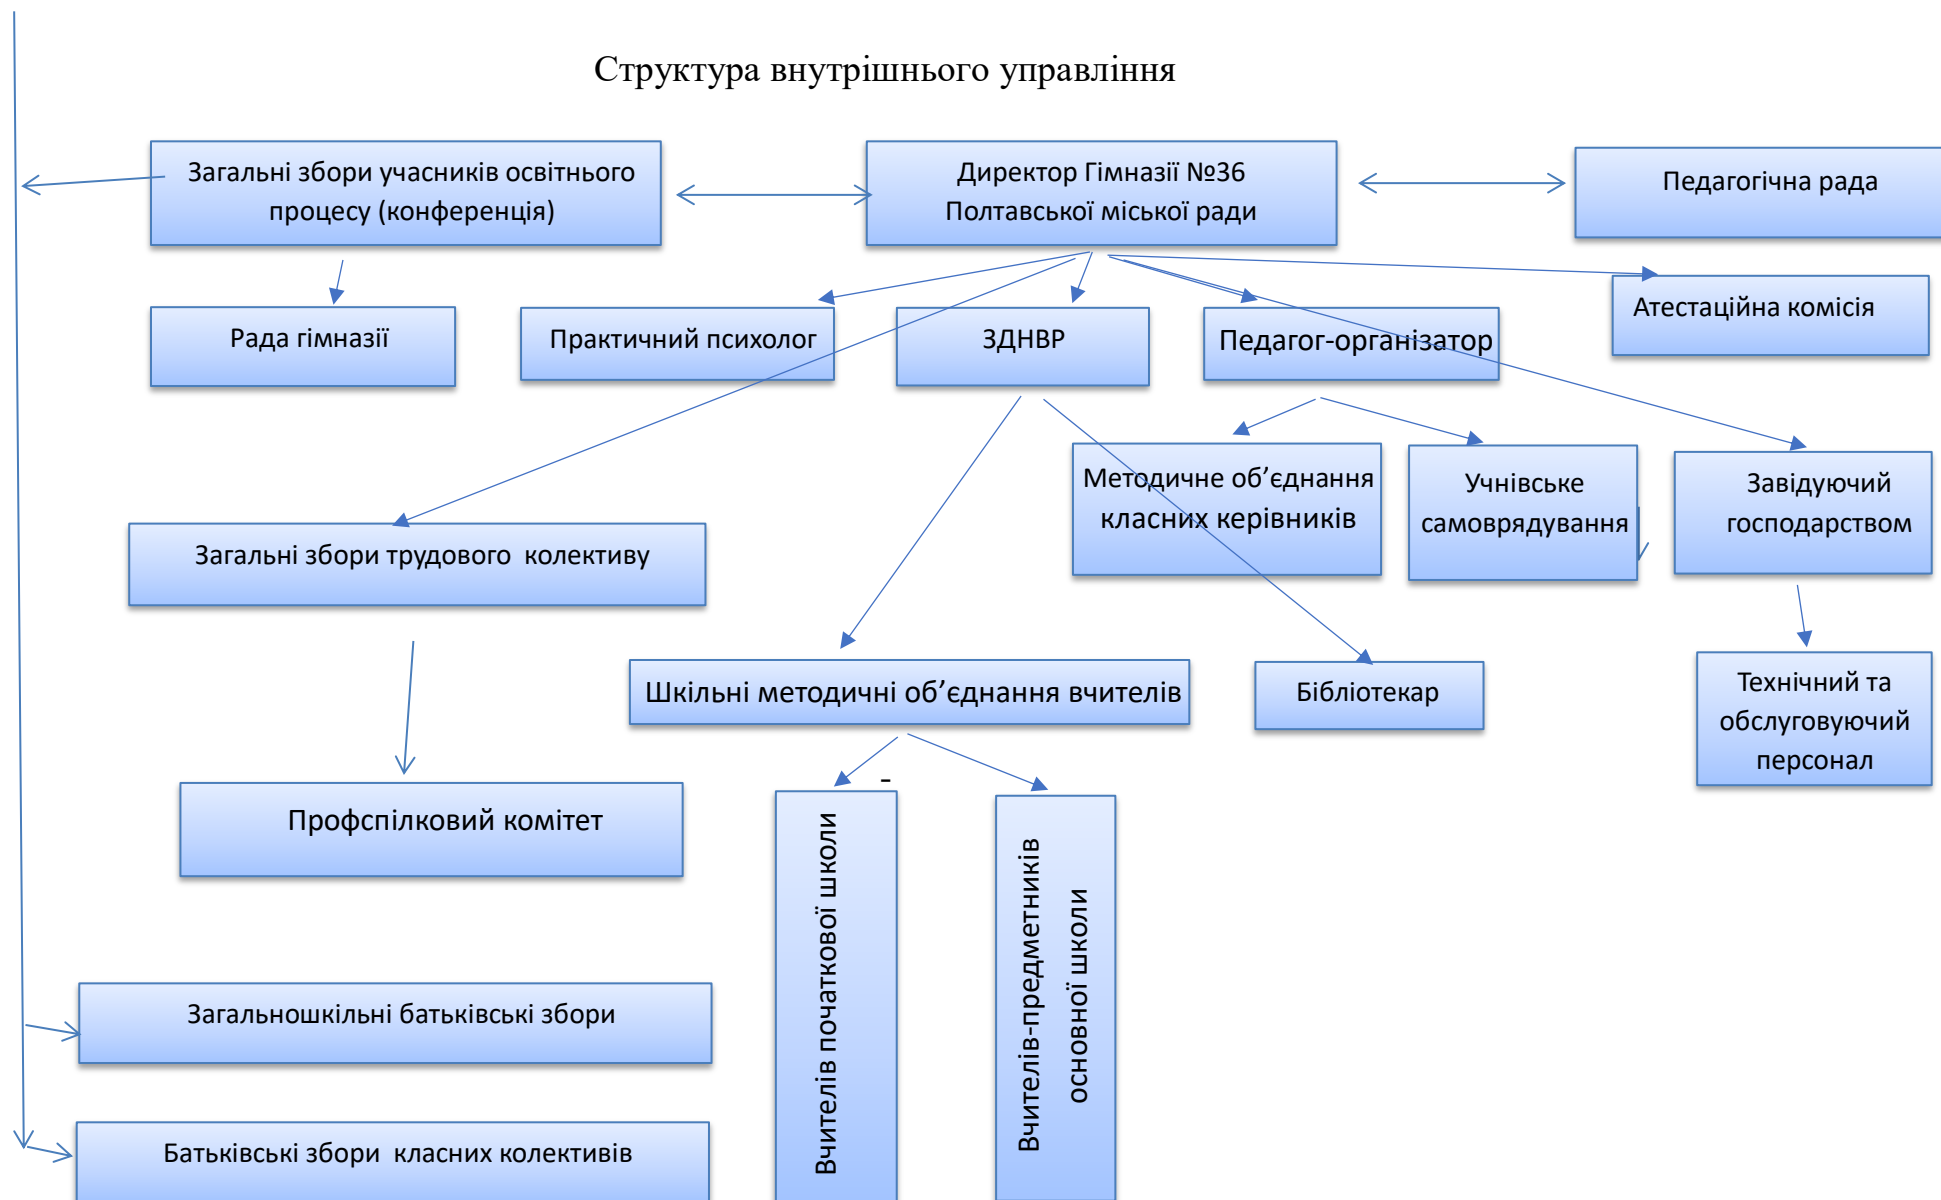 Структура внутрішнього управління
Загальні збори учасників освітнього
процесу (конференція)
Директор Гімназії №36
Полтавської міської ради
Педагогічна рада
Рада гімназії
Практичний психолог
ЗДНВР
Педагог-організатор
Атестаційна комісія
Методичне об’єднання
класних керівників
Учнівське
самоврядування
Завідуючий
господарством
Загальні збори трудового  колективу
Шкільні методичні об’єднання вчителів
Бібліотекар
Технічний та
обслуговуючий
персонал
Профспілковий комітет
-
Вчителів початкової школи
Вчителів-предметників
основної школи
Загальношкільні батьківські збори
Батьківські збори  класних колективів